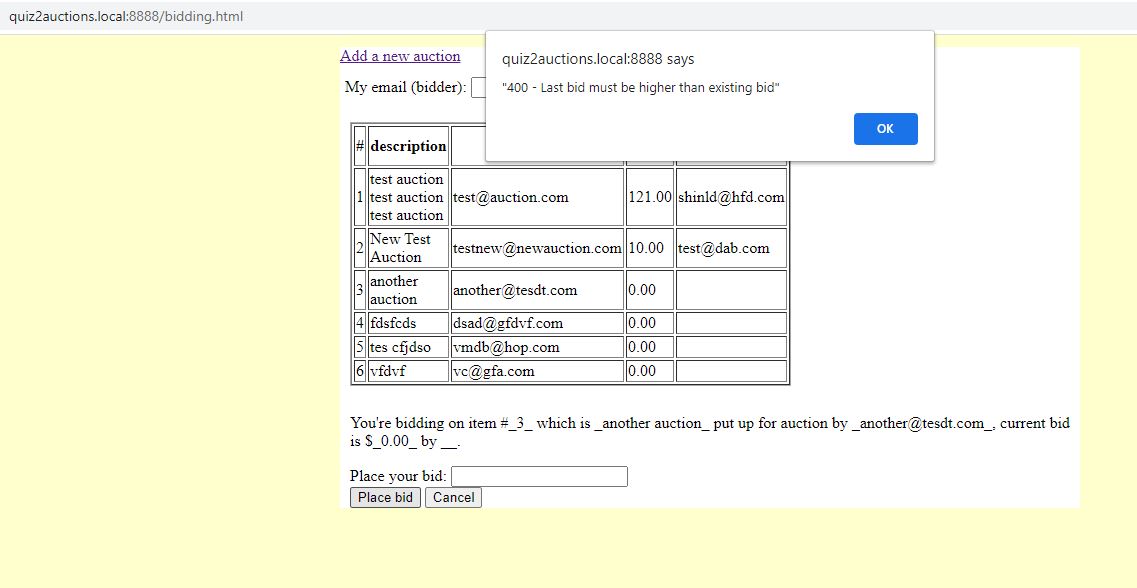 quiz2auctions.local:8888/bidding.html
Add a new auction
quiz2auctions.local:8888 says
"400 - Last bid must be higher than existing bid"
OK
My email (bidder):
# description
1 test auction test@auction.com 121.00 shinld@hfd.com
test auction
test auction
2 New Test testnew@newauction.com 10.00 test@dab.com
Auction
3 another another@tesdt.com 0.00
auction
4 fdsfcds dsad@gfdvf.com 0.00
5 tes cfjdso vmdb@hop.com 0.00
6 vfdvf vc@gfa.com 0.00
You're bidding on item #_3_ which is _another auction_ put up for auction by _another@tesdt.com_, current bid
is $_0.00_ by __.
Place your bid:
Place bid Cancel